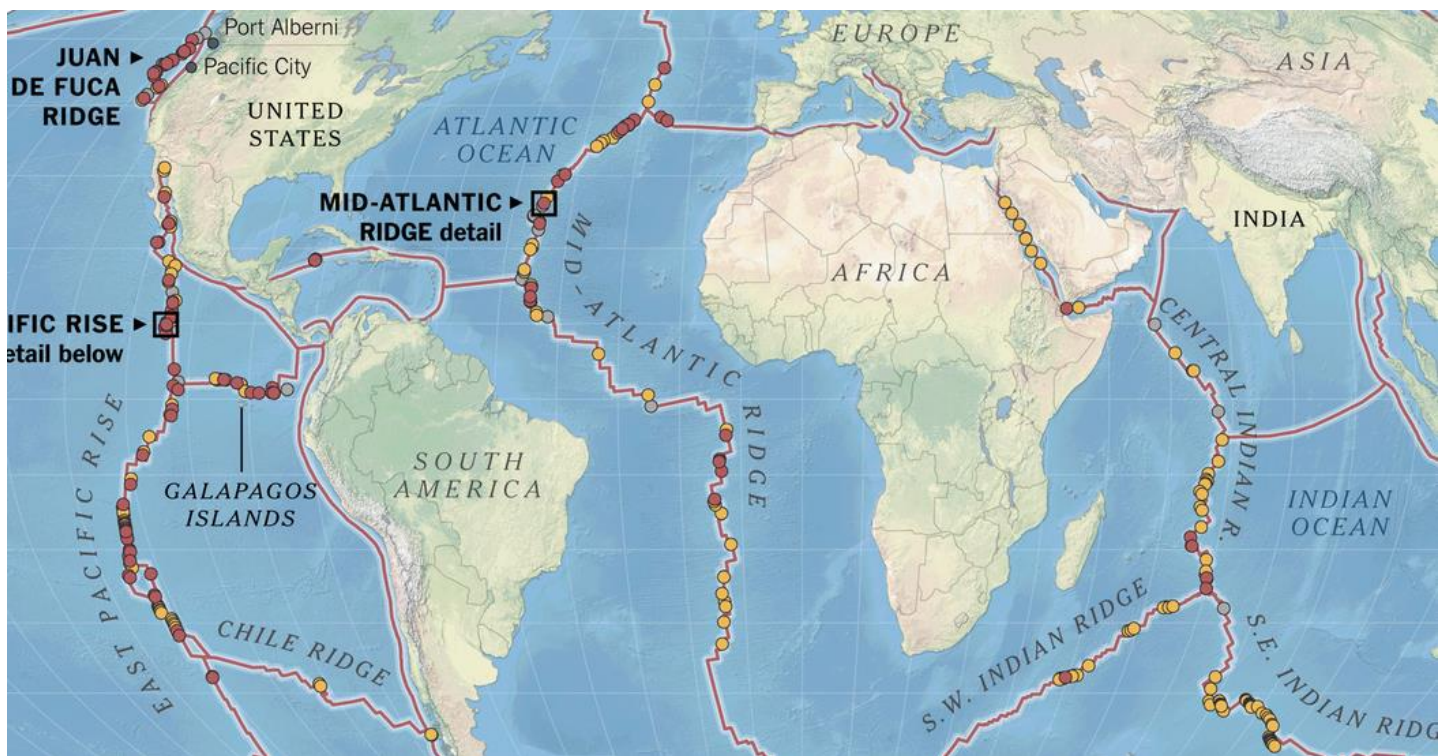 Port Alberni
JUAN
DE FUCA
RIDGE
Pacific City
UNITED
STATES
ATLANTIC
OCEAN
EUROPE
ASIA
MID-ATLANTIC
RIDGE detail
MID-ATLANTIC
RIDGE
AFRICA
INDIA
IFIC RISE
etail below
EAST PACIFIC RISE
GALAPAGOS
ISLANDS
SOUTH
AMERICA
CENTRAL INDIAN R.
INDIAN
OCEAN
CHILE RIDGE
S.W. INDIAN RIDGE
S.E. INDIAN RIDG